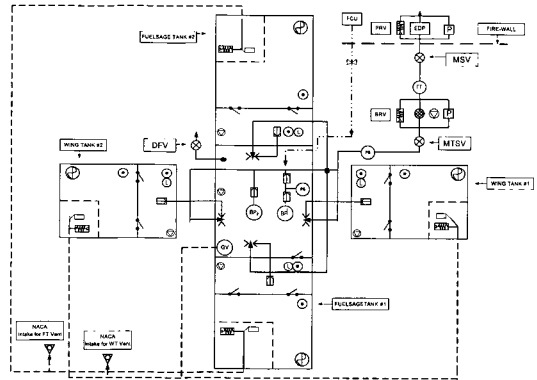 FUELSAGE TANK #2
FCU
PRV
EDP
P
FIRE-WALL
MSV
FT
BRV
P
DFV
MTSV
L
PS
WING TANK #2
L
L
WING TANK #1
PS
BP
GV
L
FUELSAGE TANK #1
NACA
Intake for FT Vent
NACA
Intake for WT Vent